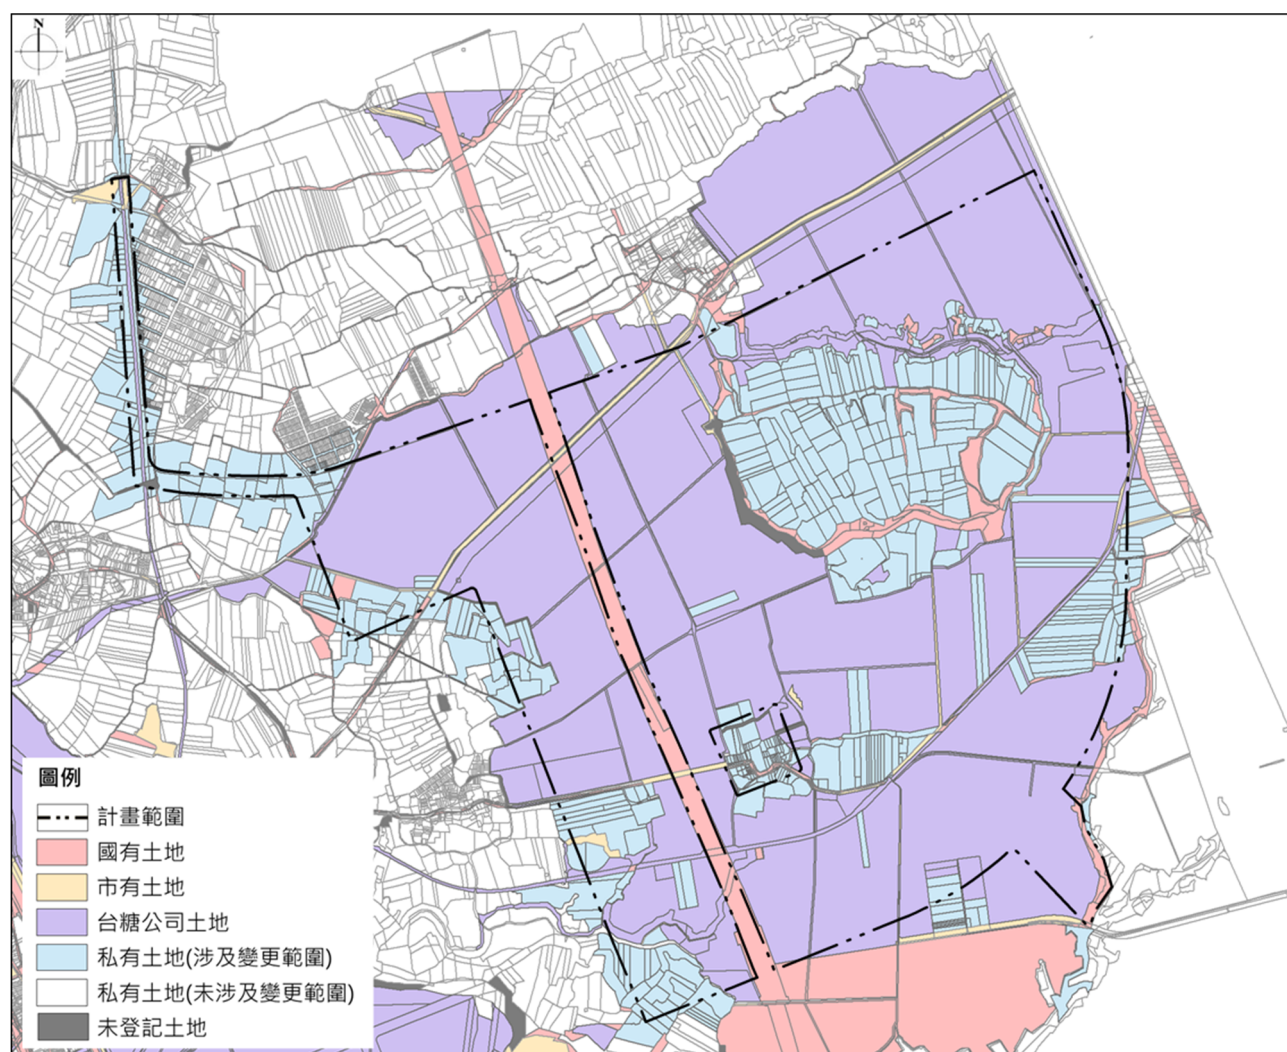 N
圖例
計畫範圍
國有土地
市有土地
台糖公司土地
私有土地(涉及變更範圍)
私有土地(未涉及變更範圍)
未登記土地